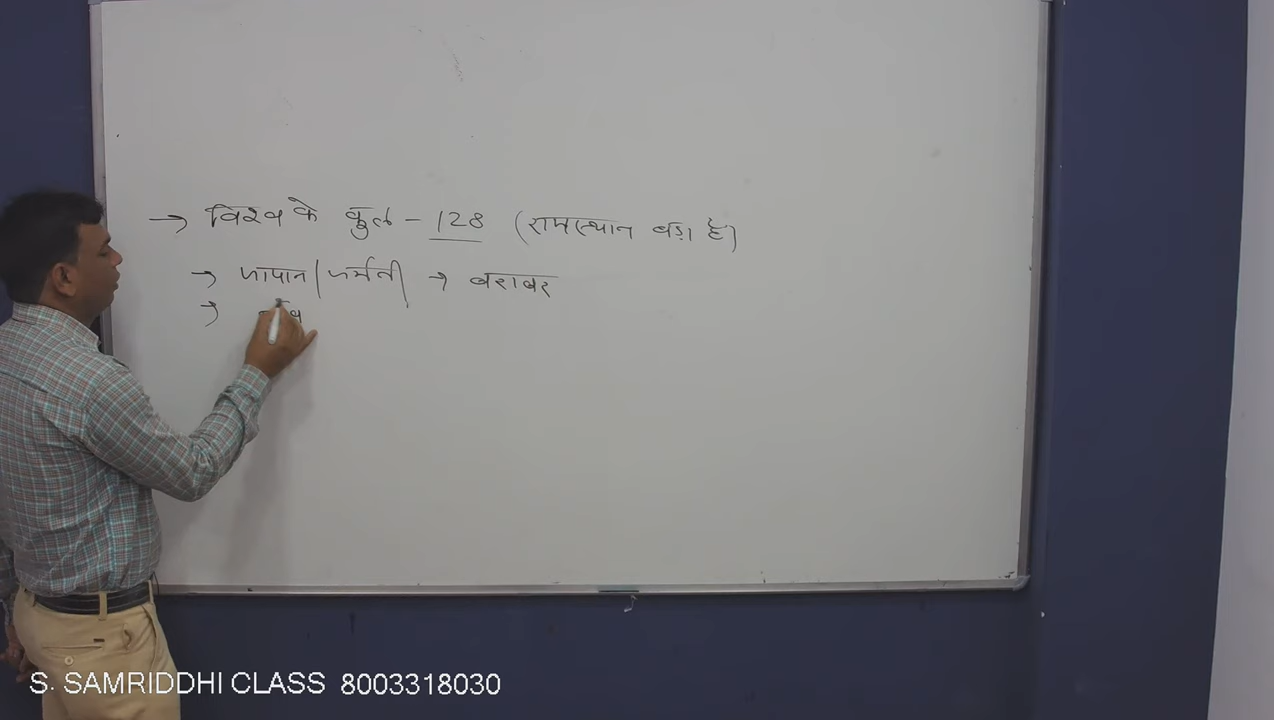 → विश्व के कुल - 128 (राजस्थान बड़ा है)
→ जापान | जर्मनी → बराबर
→
S. SAMRIDDHI CLASS 8003318030